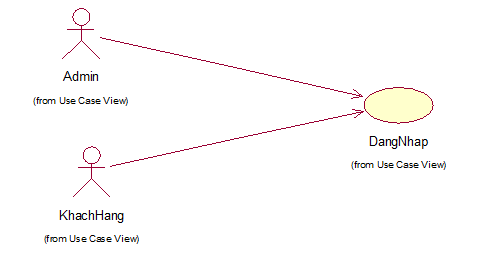 Admin
(from Use Case View)
DangNhap
(from Use Case View)
KhachHang
(from Use Case View)